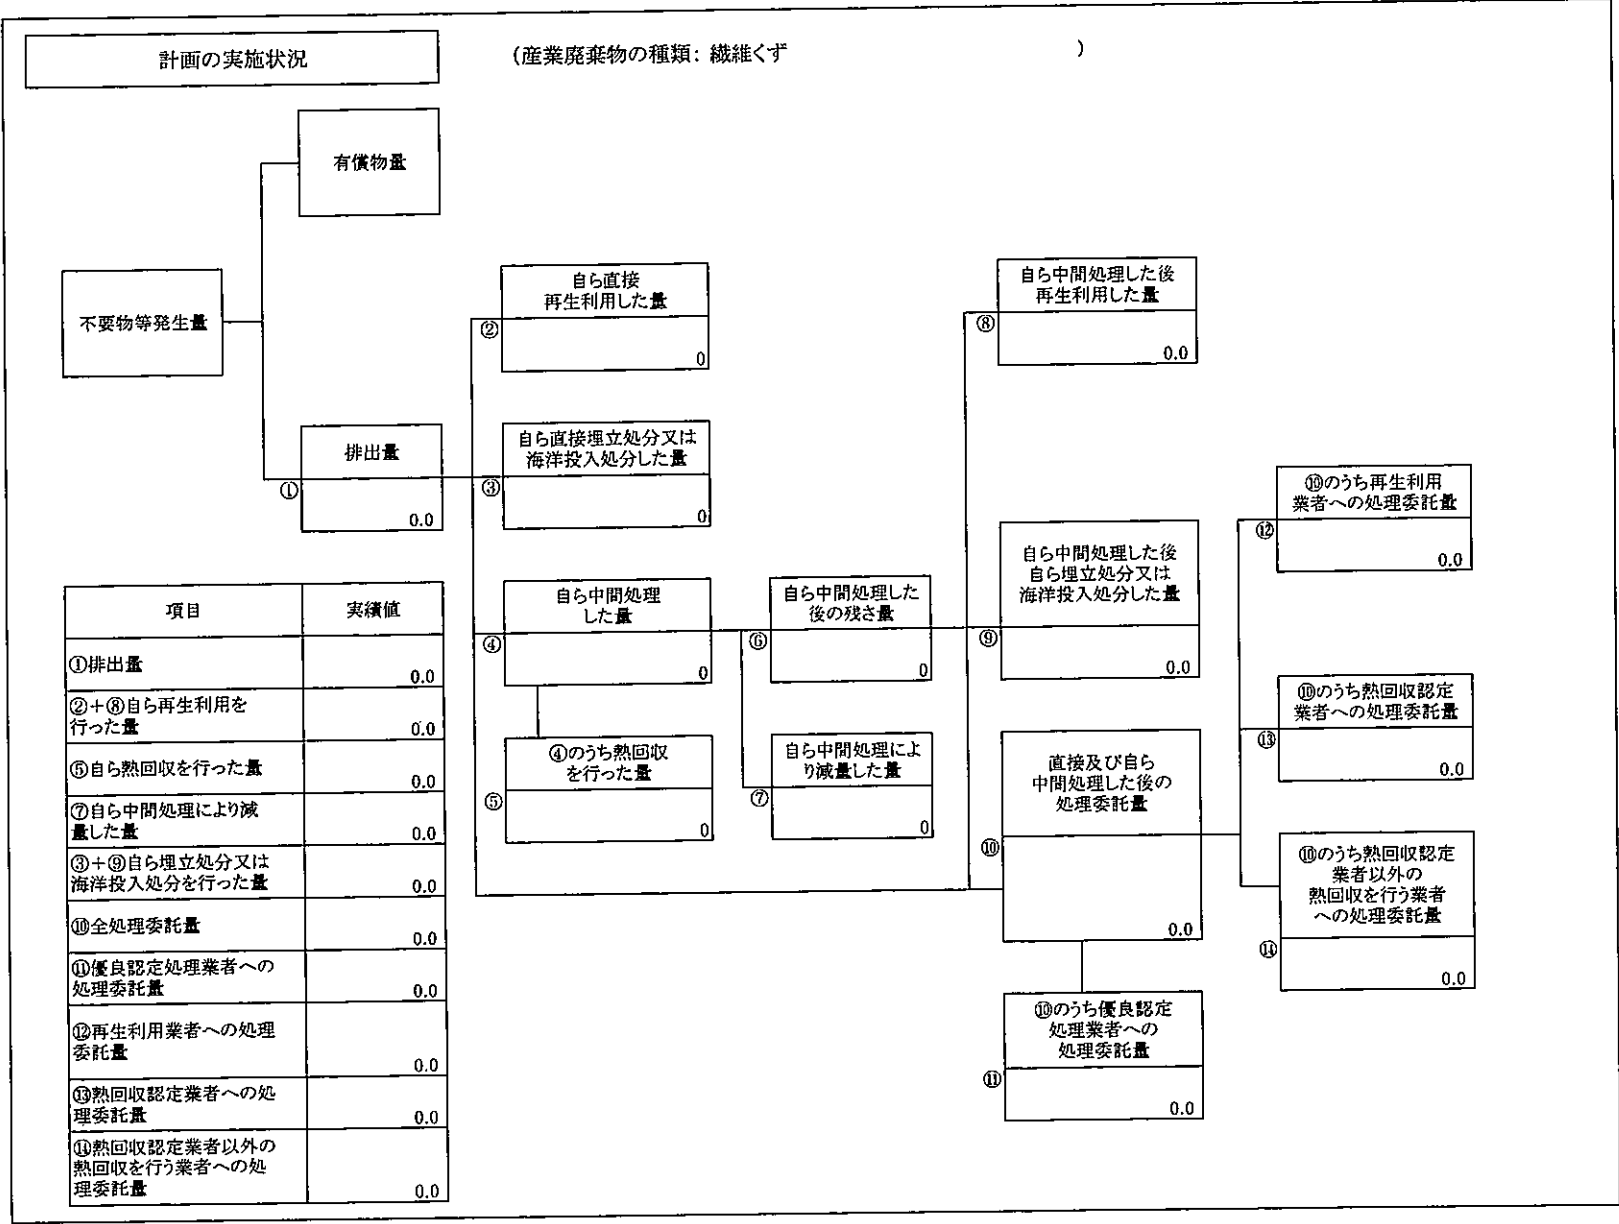 計画の実施状況
(産業廃棄物の種類: 繊維くず )
有償物量
不要物等発生量
排出量
①
0.0
自ら直接
再生利用した量
②
0
自ら直接埋立処分又は
海洋投入処分した量
③
0
自ら中間処理
した量
④
0
④のうち熱回収
を行った量
⑤
0
自ら中間処理した
後の残さ量
⑥
0
自ら中間処理によ
り減量した量
⑦
0
自ら中間処理した後
再生利用した量
⑧
0.0
自ら中間処理した後
自ら埋立処分又は
海洋投入処分した量
⑨
0.0
直接及び自ら
中間処理した後の
処理委託量
⑩
0.0
⑩のうち優良認定
処理業者への
処理委託量
⑪
0.0
⑩のうち再生利用
業者への処理委託量
⑫
0.0
⑩のうち熱回収認定
業者への処理委託量
⑬
0.0
⑩のうち熱回収認定
業者以外の
熱回収を行う業者
への処理委託量
⑭
0.0
項目 実績値
①排出量
0.0
②+⑧自ら再生利用を
行った量
0.0
⑤自ら熱回収を行った量
0.0
⑦自ら中間処理により減
量した量
0.0
③+⑨自ら埋立処分又は
海洋投入処分を行った量
0.0
⑩全処理委託量
0.0
⑪優良認定処理業者への
処理委託量
0.0
⑫再生利用業者への処理
委託量
0.0
⑬熱回収認定業者への処
理委託量
0.0
⑭熱回収認定業者以外の
熱回収を行う業者への処
理委託量
0.0